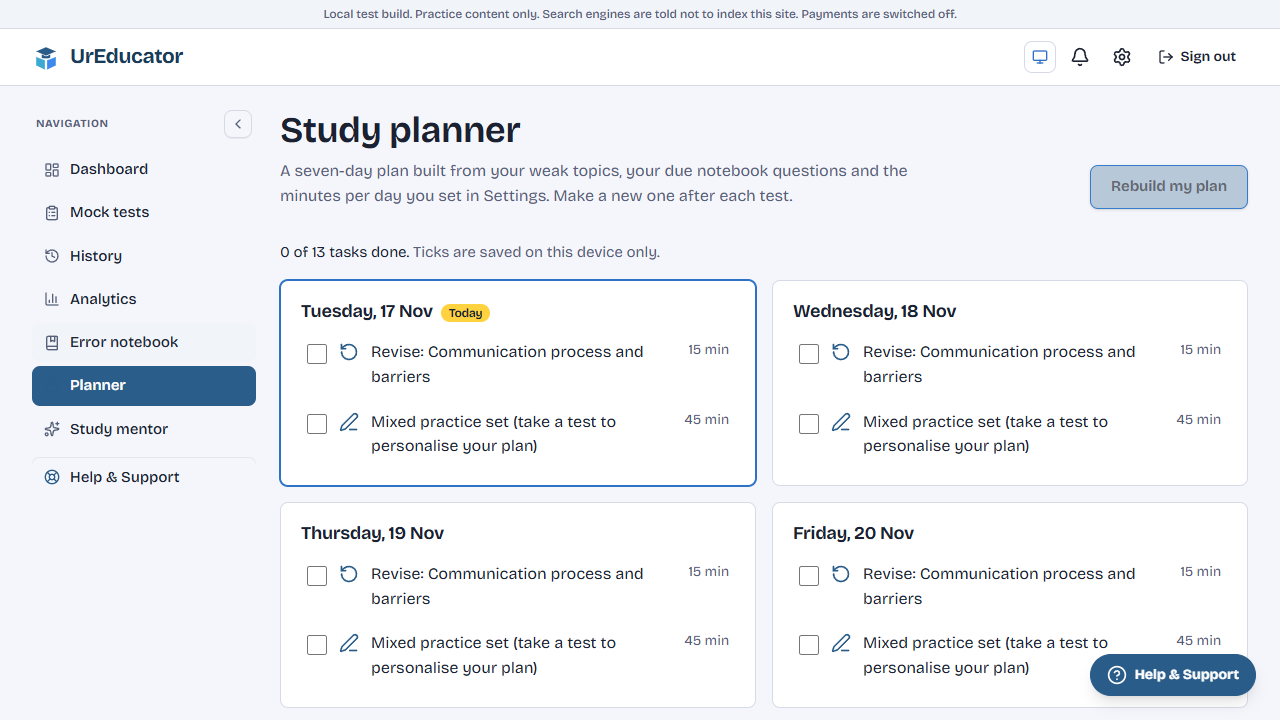 Local test build. Practice content only. Search engines are told not to index this site. Payments are switched off.
UrEducator
Sign out
NAVIGATION
Dashboard
Mock tests
History
Analytics
Error notebook
Planner
Study mentor
Help & Support
Study planner
A seven-day plan built from your weak topics, your due notebook questions and the
minutes per day you set in Settings. Make a new one after each test.
Rebuild my plan
0 of 13 tasks done. Ticks are saved on this device only.
Tuesday, 17 Nov Today
Revise: Communication process and
barriers
15 min
Mixed practice set (take a test to
personalise your plan)
45 min
Wednesday, 18 Nov
Revise: Communication process and
barriers
15 min
Mixed practice set (take a test to
personalise your plan)
45 min
Thursday, 19 Nov
Revise: Communication process and
barriers
15 min
Mixed practice set (take a test to
personalise your plan)
45 min
Friday, 20 Nov
Revise: Communication process and
barriers
15 min
Mixed practice set (take a test to
personalise your plan)
45 min
Help & Support